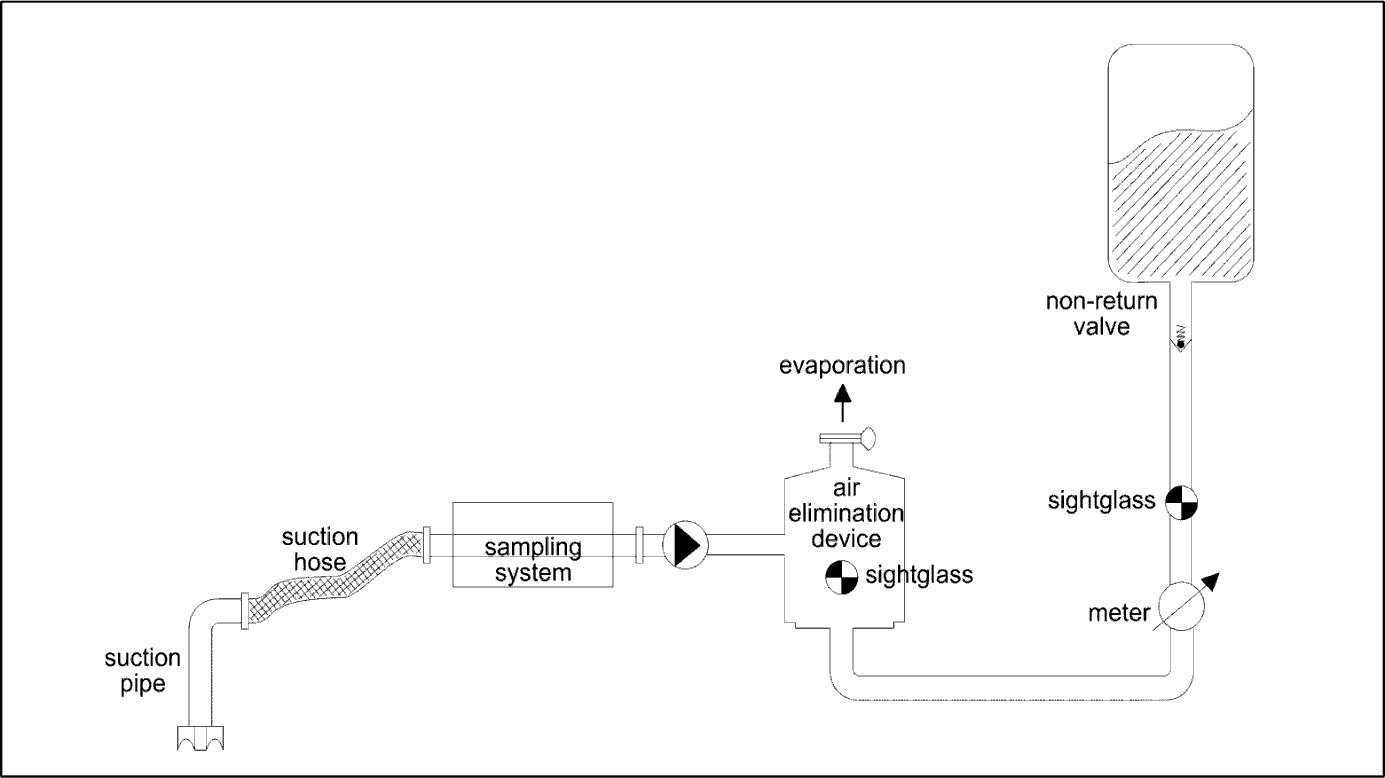 non-return
valve
evaporation
air
elimination
device
sightglass
sightglass
suction
hose
sampling
system
meter
suction
pipe